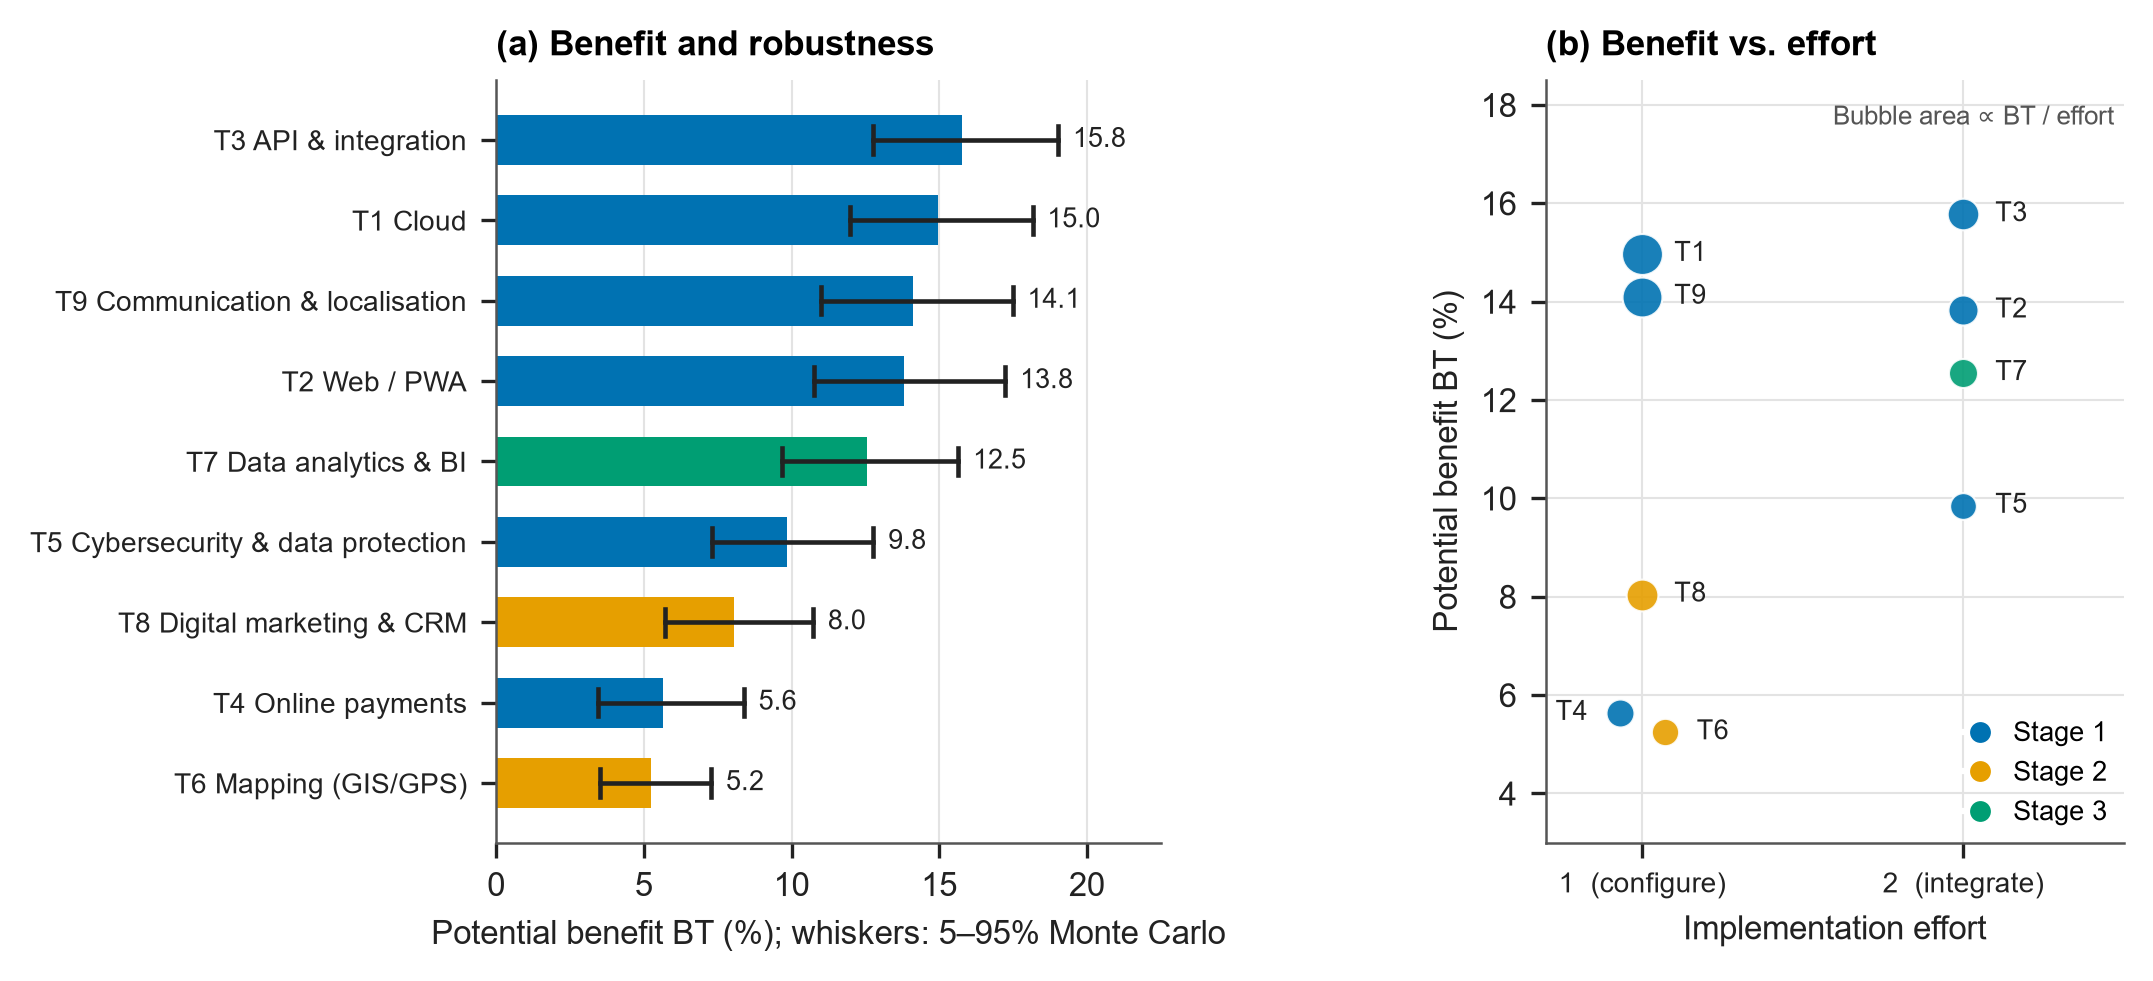 (a) Benefit and robustness
T3 API & integration
15.8
T1 Cloud
15.0
T9 Communication & localisation
14.1
T2 Web / PWA
13.8
T7 Data analytics & BI
12.5
T5 Cybersecurity & data protection
9.8
T8 Digital marketing & CRM
8.0
T4 Online payments
5.6
T6 Mapping (GIS/GPS)
5.2
0 5 10 15 20
Potential benefit BT (%); whiskers: 5–95% Monte Carlo
(b) Benefit vs. effort
Bubble area ∝ BT / effort
Potential benefit BT (%)
18
16
14
12
10
8
6
4
T3
T1
T9
T2
T7
T5
T8
T4
T6
Stage 1
Stage 2
Stage 3
1 (configure) 2 (integrate)
Implementation effort